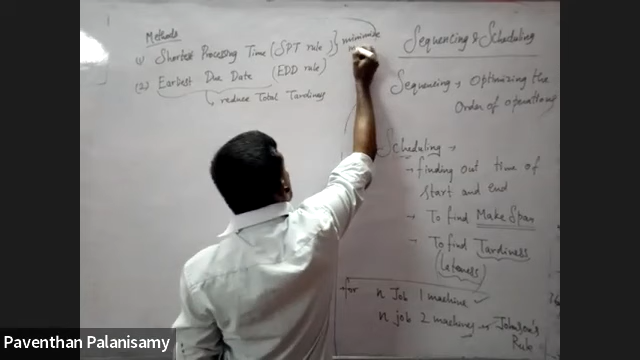 Methods
(1) Shortest Processing Time (SPT rule)} minimize
(2) Earliest Due Date (EDD rule)
↳ reduce Total Tardiness
Sequencing & Scheduling
Sequencing → Optimizing the
Order of operations
Scheduling →
→ finding out time of
start and end
→ To find Make Span
→ To find Tardiness
(lateness)
→ for n Job 1 machine ✓
n job 2 machines → Johnson's
Rule
Paventhan Palanisamy